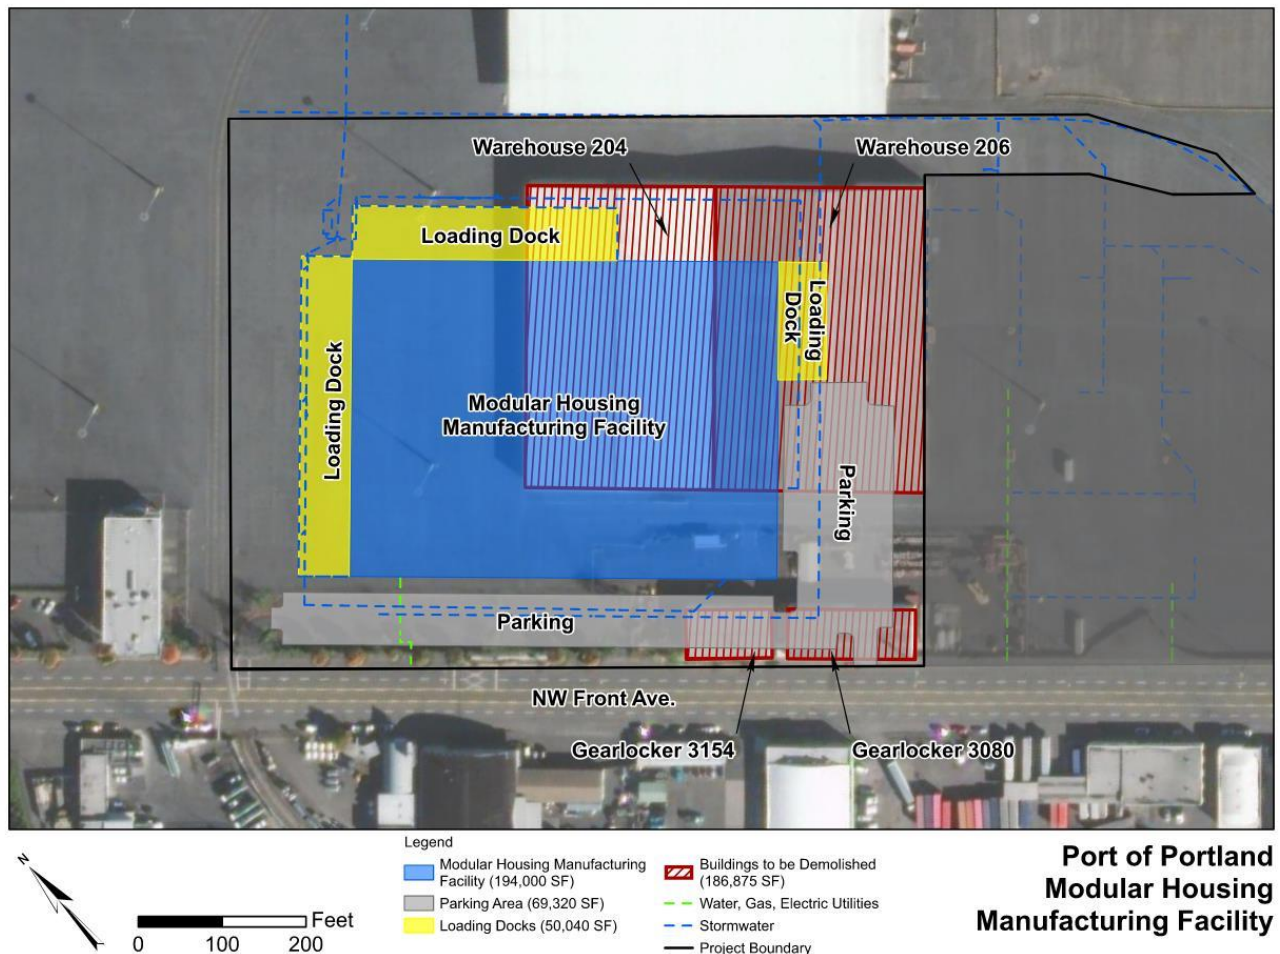 Warehouse 204
Warehouse 206
Loading Dock
Loading
Dock
Loading Dock
Modular Housing
Manufacturing Facility
Parking
Parking
NW Front Ave.
Gearlocker 3154
Gearlocker 3080
N
0
100
200
Feet
Legend
Modular Housing Manufacturing
Facility (194,000 SF)
Parking Area (69,320 SF)
Loading Docks (50,040 SF)
Buildings to be Demolished
(186,875 SF)
Water, Gas, Electric Utilities
Stormwater
Project Boundary
Port of Portland
Modular Housing
Manufacturing Facility